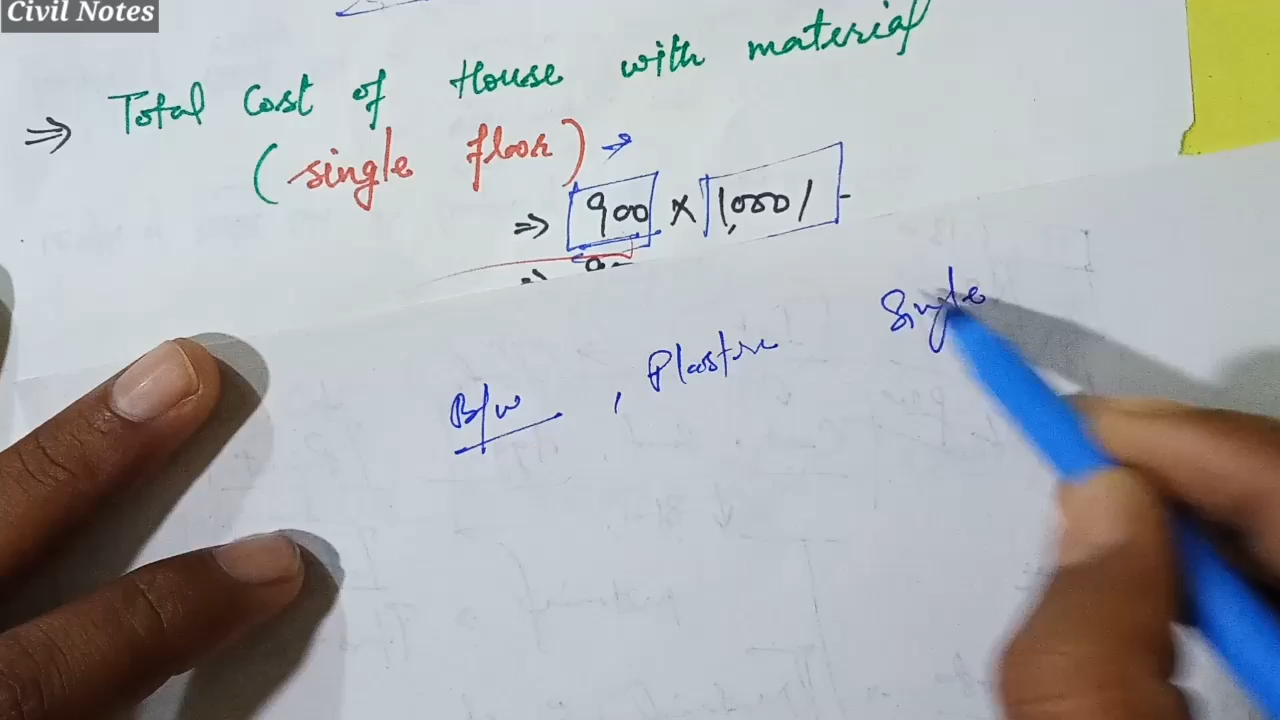 Civil Notes
⇒ Total Cost of House with material
(single floor) →
⇒ 900 × 1,000/-
Single
B/w , Plaster